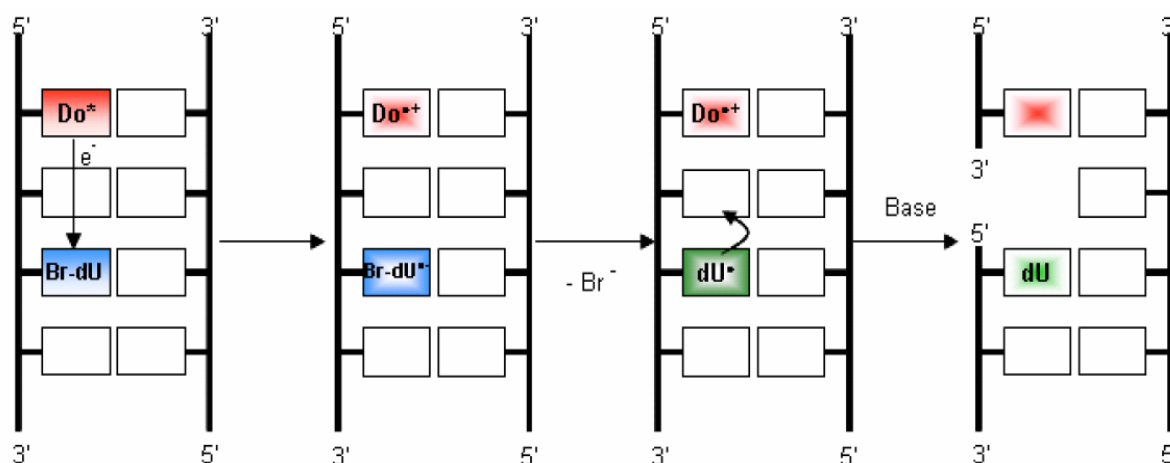 5' 3' 5' 3' 5' 3' 5' 3'
Do* Do•+ Do•+
e-
3'
Base
5'
Br-dU Br-dU•- dU• dU
- Br -
3' 5' 3' 5' 3' 5' 3' 5'